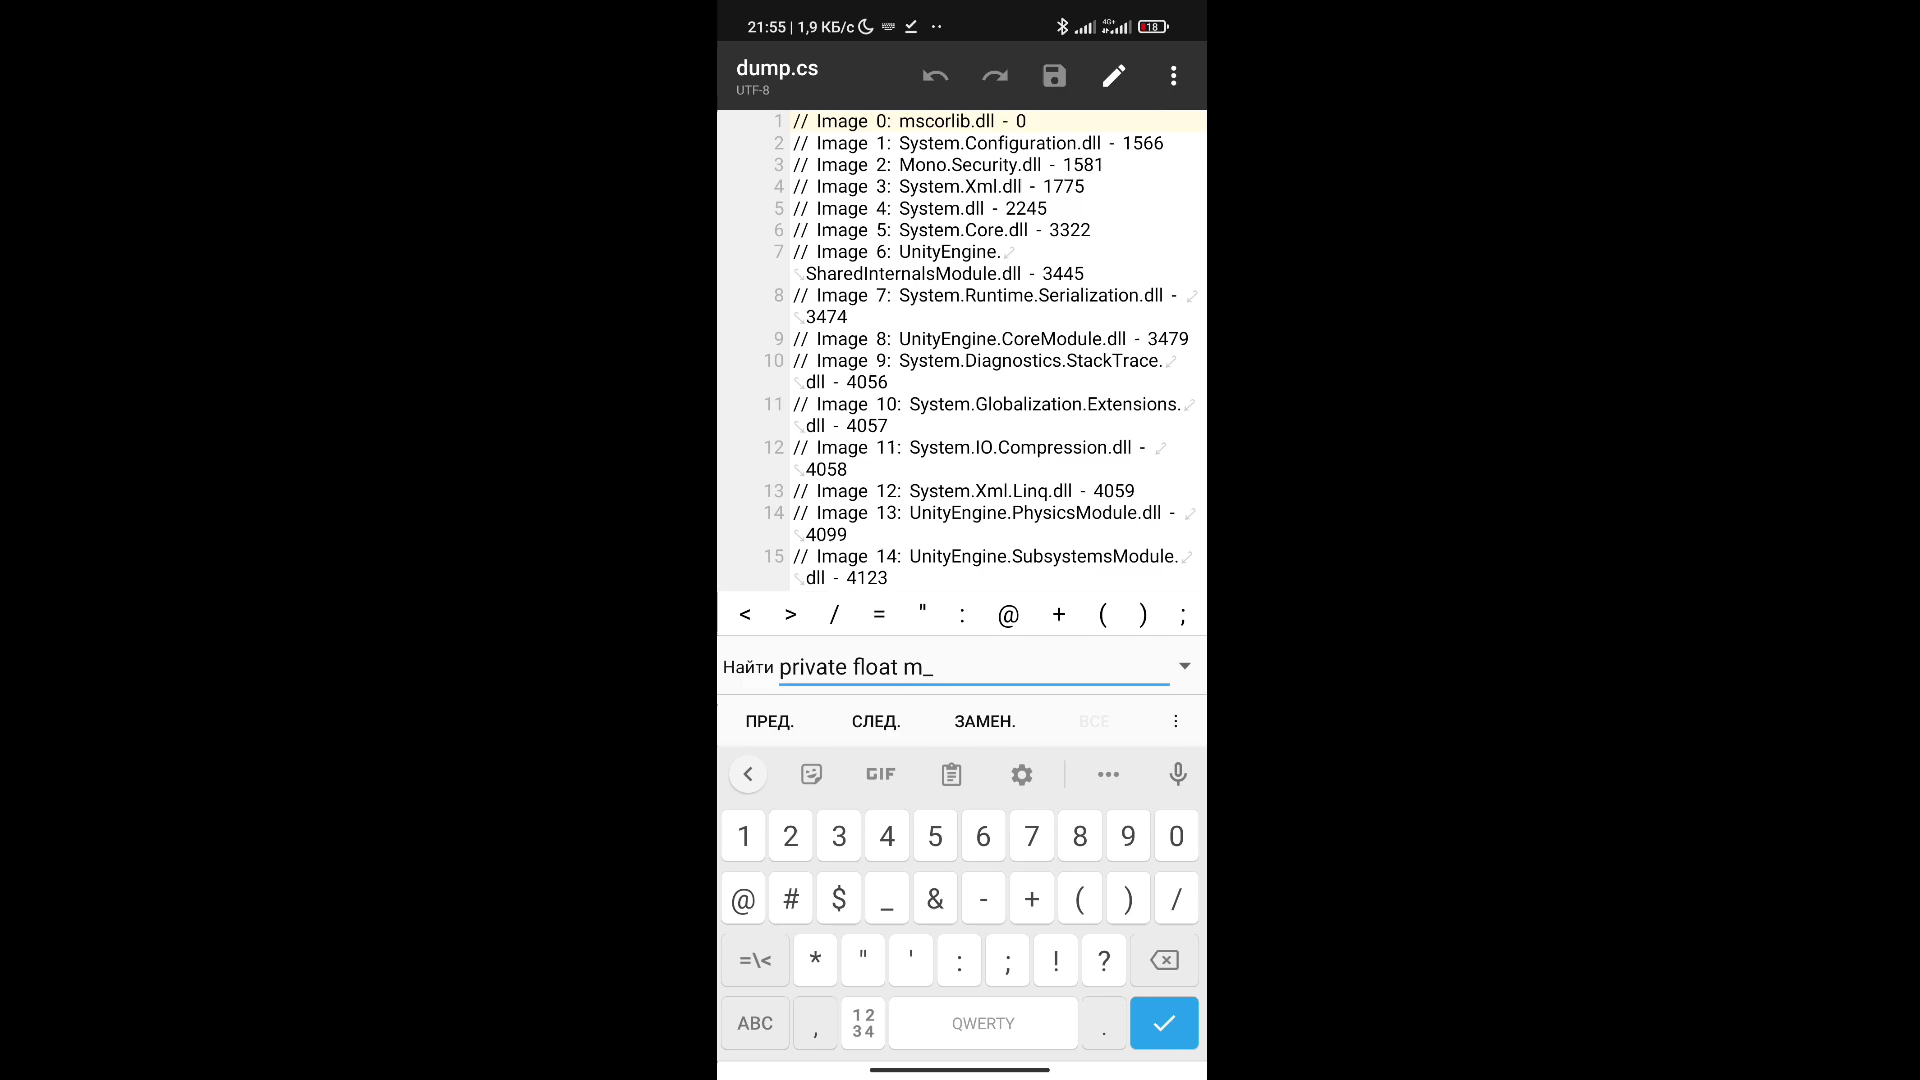 21:55 | 1,9 КБ/с 4G+ 18
dump.cs
UTF-8
1 // Image 0: mscorlib.dll - 0
2 // Image 1: System.Configuration.dll - 1566
3 // Image 2: Mono.Security.dll - 1581
4 // Image 3: System.Xml.dll - 1775
5 // Image 4: System.dll - 2245
6 // Image 5: System.Core.dll - 3322
7 // Image 6: UnityEngine.
SharedInternalsModule.dll - 3445
8 // Image 7: System.Runtime.Serialization.dll -
3474
9 // Image 8: UnityEngine.CoreModule.dll - 3479
10 // Image 9: System.Diagnostics.StackTrace.
dll - 4056
11 // Image 10: System.Globalization.Extensions.
dll - 4057
12 // Image 11: System.IO.Compression.dll -
4058
13 // Image 12: System.Xml.Linq.dll - 4059
14 // Image 13: UnityEngine.PhysicsModule.dll -
4099
15 // Image 14: UnityEngine.SubsystemsModule.
dll - 4123
< > / = " : @ + ( ) ;
Найти private float m_
ПРЕД. СЛЕД. ЗАМЕН. ВСЕ
GIF
1 2 3 4 5 6 7 8 9 0
@ # $ _ & - + ( ) /
=\< * " ' : ; ! ?
ABC , 1 2 3 4 QWERTY .